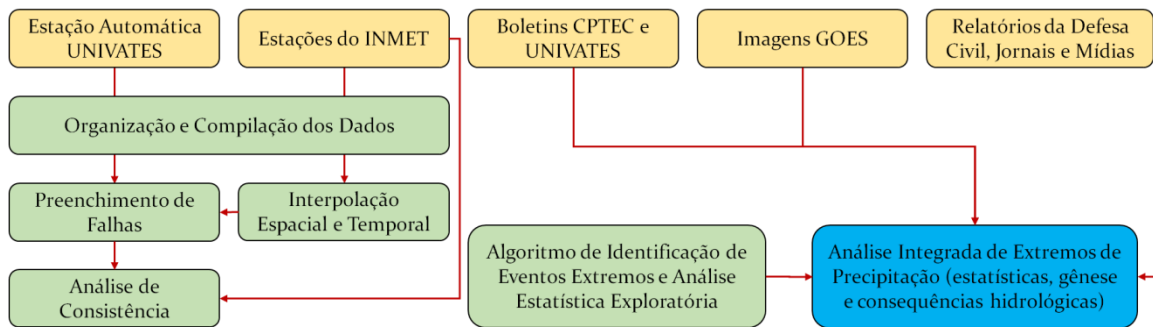 Estação Automática
UNIVATES
Estações do INMET
Boletins CPTEC e
UNIVATES
Imagens GOES
Relatórios da Defesa
Civil, Jornais e Mídias
Organização e Compilação dos Dados
Preenchimento de
Falhas
Interpolação
Espacial e Temporal
Análise de
Consistência
Algoritmo de Identificação de
Eventos Extremos e Análise
Estatística Exploratória
Análise Integrada de Extremos de
Precipitação (estatísticas, gênese
e consequências hidrológicas)